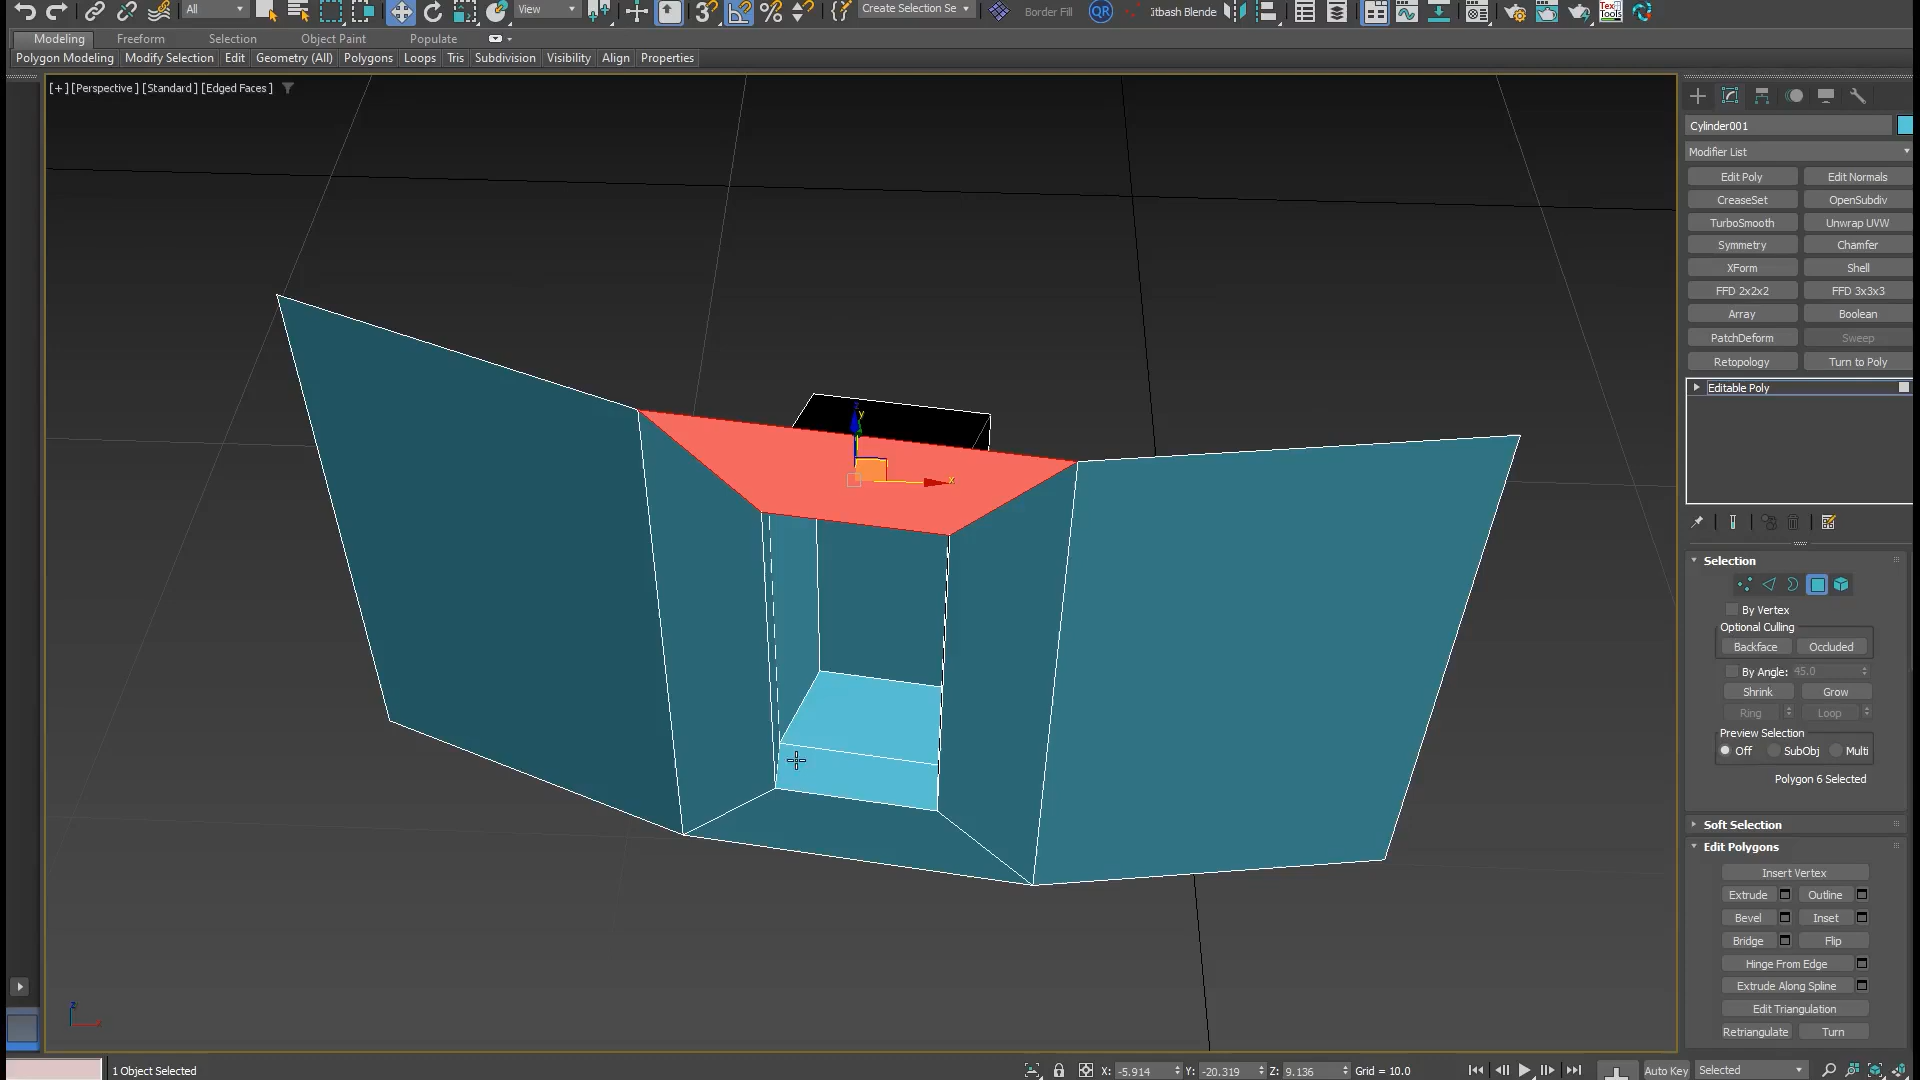 All
View
Create Selection Se
Border Fill
QR
itbash Blende
Tex
Tools
Modeling
Freeform
Selection
Object Paint
Populate
Polygon Modeling
Modify Selection
Edit
Geometry (All)
Polygons
Loops
Tris
Subdivision
Visibility
Align
Properties
[+] [Perspective ] [Standard ] [Edged Faces ]
Cylinder001
Modifier List
Edit Poly
Edit Normals
CreaseSet
OpenSubdiv
TurboSmooth
Unwrap UVW
Symmetry
Chamfer
XForm
Shell
FFD 2x2x2
FFD 3x3x3
Array
Boolean
PatchDeform
Sweep
Retopology
Turn to Poly
Editable Poly
y
x
Selection
By Vertex
Optional Culling
Backface
Occluded
By Angle:
45.0
Shrink
Grow
Ring
Loop
Preview Selection
Off
SubObj
Multi
Polygon 6 Selected
Soft Selection
Edit Polygons
Insert Vertex
Extrude
Outline
Bevel
Inset
Bridge
Flip
Hinge From Edge
Extrude Along Spline
Edit Triangulation
Retriangulate
Turn
z
x
1 Object Selected
X: -5.914
Y: -20.319
Z: 9.136
Grid = 10.0
Auto Key
Selected